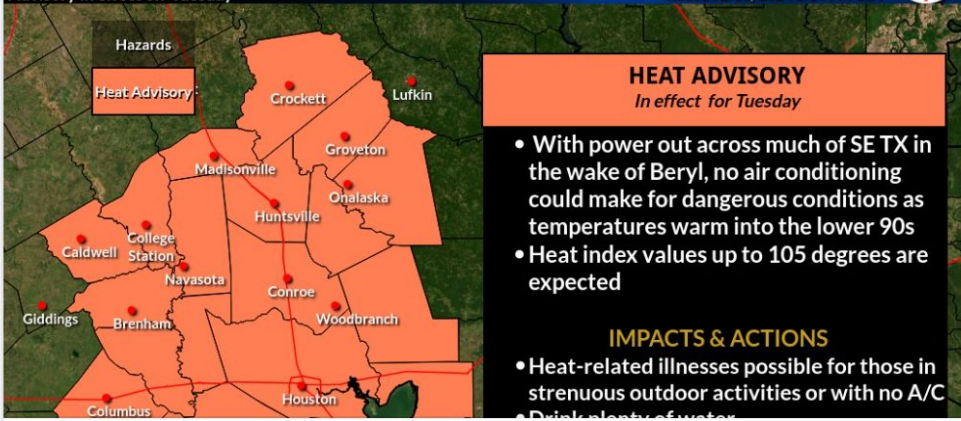 Hazards
Heat Advisory
Crockett
Lufkin
Groveton
Madisonville
Onalaska
Huntsville
College
Station
Caldwell
Navasota
Conroe
Giddings
Brenham
Woodbranch
Houston
Columbus
HEAT ADVISORY
In effect for Tuesday
• With power out across much of SE TX in
the wake of Beryl, no air conditioning
could make for dangerous conditions as
temperatures warm into the lower 90s
• Heat index values up to 105 degrees are
expected
IMPACTS & ACTIONS
• Heat-related illnesses possible for those in
strenuous outdoor activities or with no A/C
• Drink plenty of water